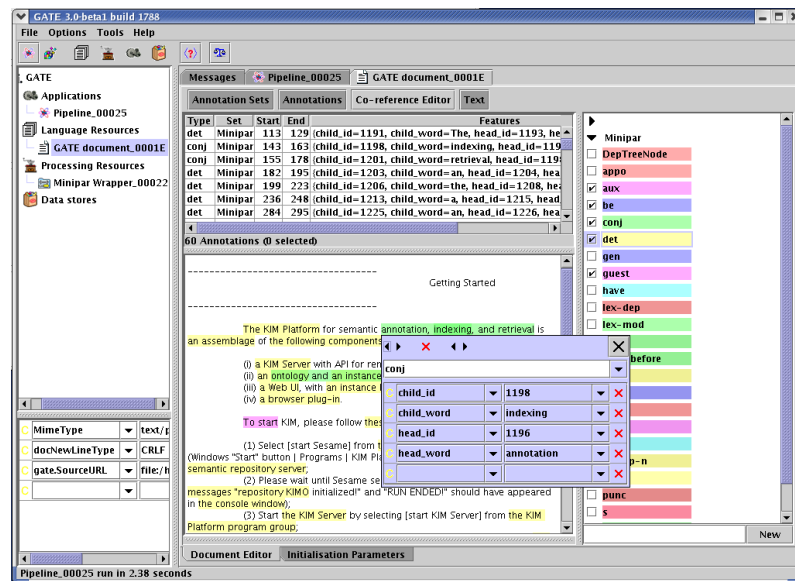 GATE 3.0-beta1 build 1788
File Options Tools Help
Messages Pipeline_00025 GATE document_0001E
GATE
Applications
Pipeline_00025
Language Resources
GATE document_0001E
Processing Resources
Minipar Wrapper_00022
Data stores
MimeType text/p
docNewLineType CRLF
gate.SourceURL file:/h
Annotation Sets Annotations Co-reference Editor Text
Type Set Start End Features
det Minipar 113 129 {child_id=1191, child_word=The, head_id=1193, he
conj Minipar 143 163 {child_id=1198, child_word=indexing, head_id=119
conj Minipar 155 178 {child_id=1201, child_word=retrieval, head_id=119
det Minipar 182 195 {child_id=1203, child_word=an, head_id=1204, hea
det Minipar 199 223 {child_id=1206, child_word=the, head_id=1208, hea
det Minipar 236 248 {child_id=1213, child_word=a, head_id=1215, head_
det Minipar 284 295 {child_id=1225, child_word=an, head_id=1226, hea
60 Annotations (0 selected)
------------------------------------
Getting Started
------------------------------------
The KIM Platform for semantic annotation, indexing, and retrieval is
an assemblage of the following components
(i) a KIM Server with API for rem
(ii) an ontology and an instance
(iii) a Web UI, with an instance
(iv) a browser plug-in.
To start KIM, please follow thes
(1) Select [start Sesame] from t
(Windows "Start" button | Programs | KIM Pla
semantic repository server;
(2) Please wait until Sesame se
messages "repository KIMO initialized!" and "RUN ENDED!" should have appeared
in the console window);
(3) Start the KIM Server by selecting [start KIM Server] from the KIM
Platform program group;
conj
C child_id 1198
C child_word indexing
C head_id 1196
C head_word annotation
C
Minipar
DepTreeNode
appo
aux
be
conj
det
gen
guest
have
lex-dep
lex-mod
before
p-n
punc
s
New
Document Editor Initialisation Parameters
Pipeline_00025 run in 2.38 seconds